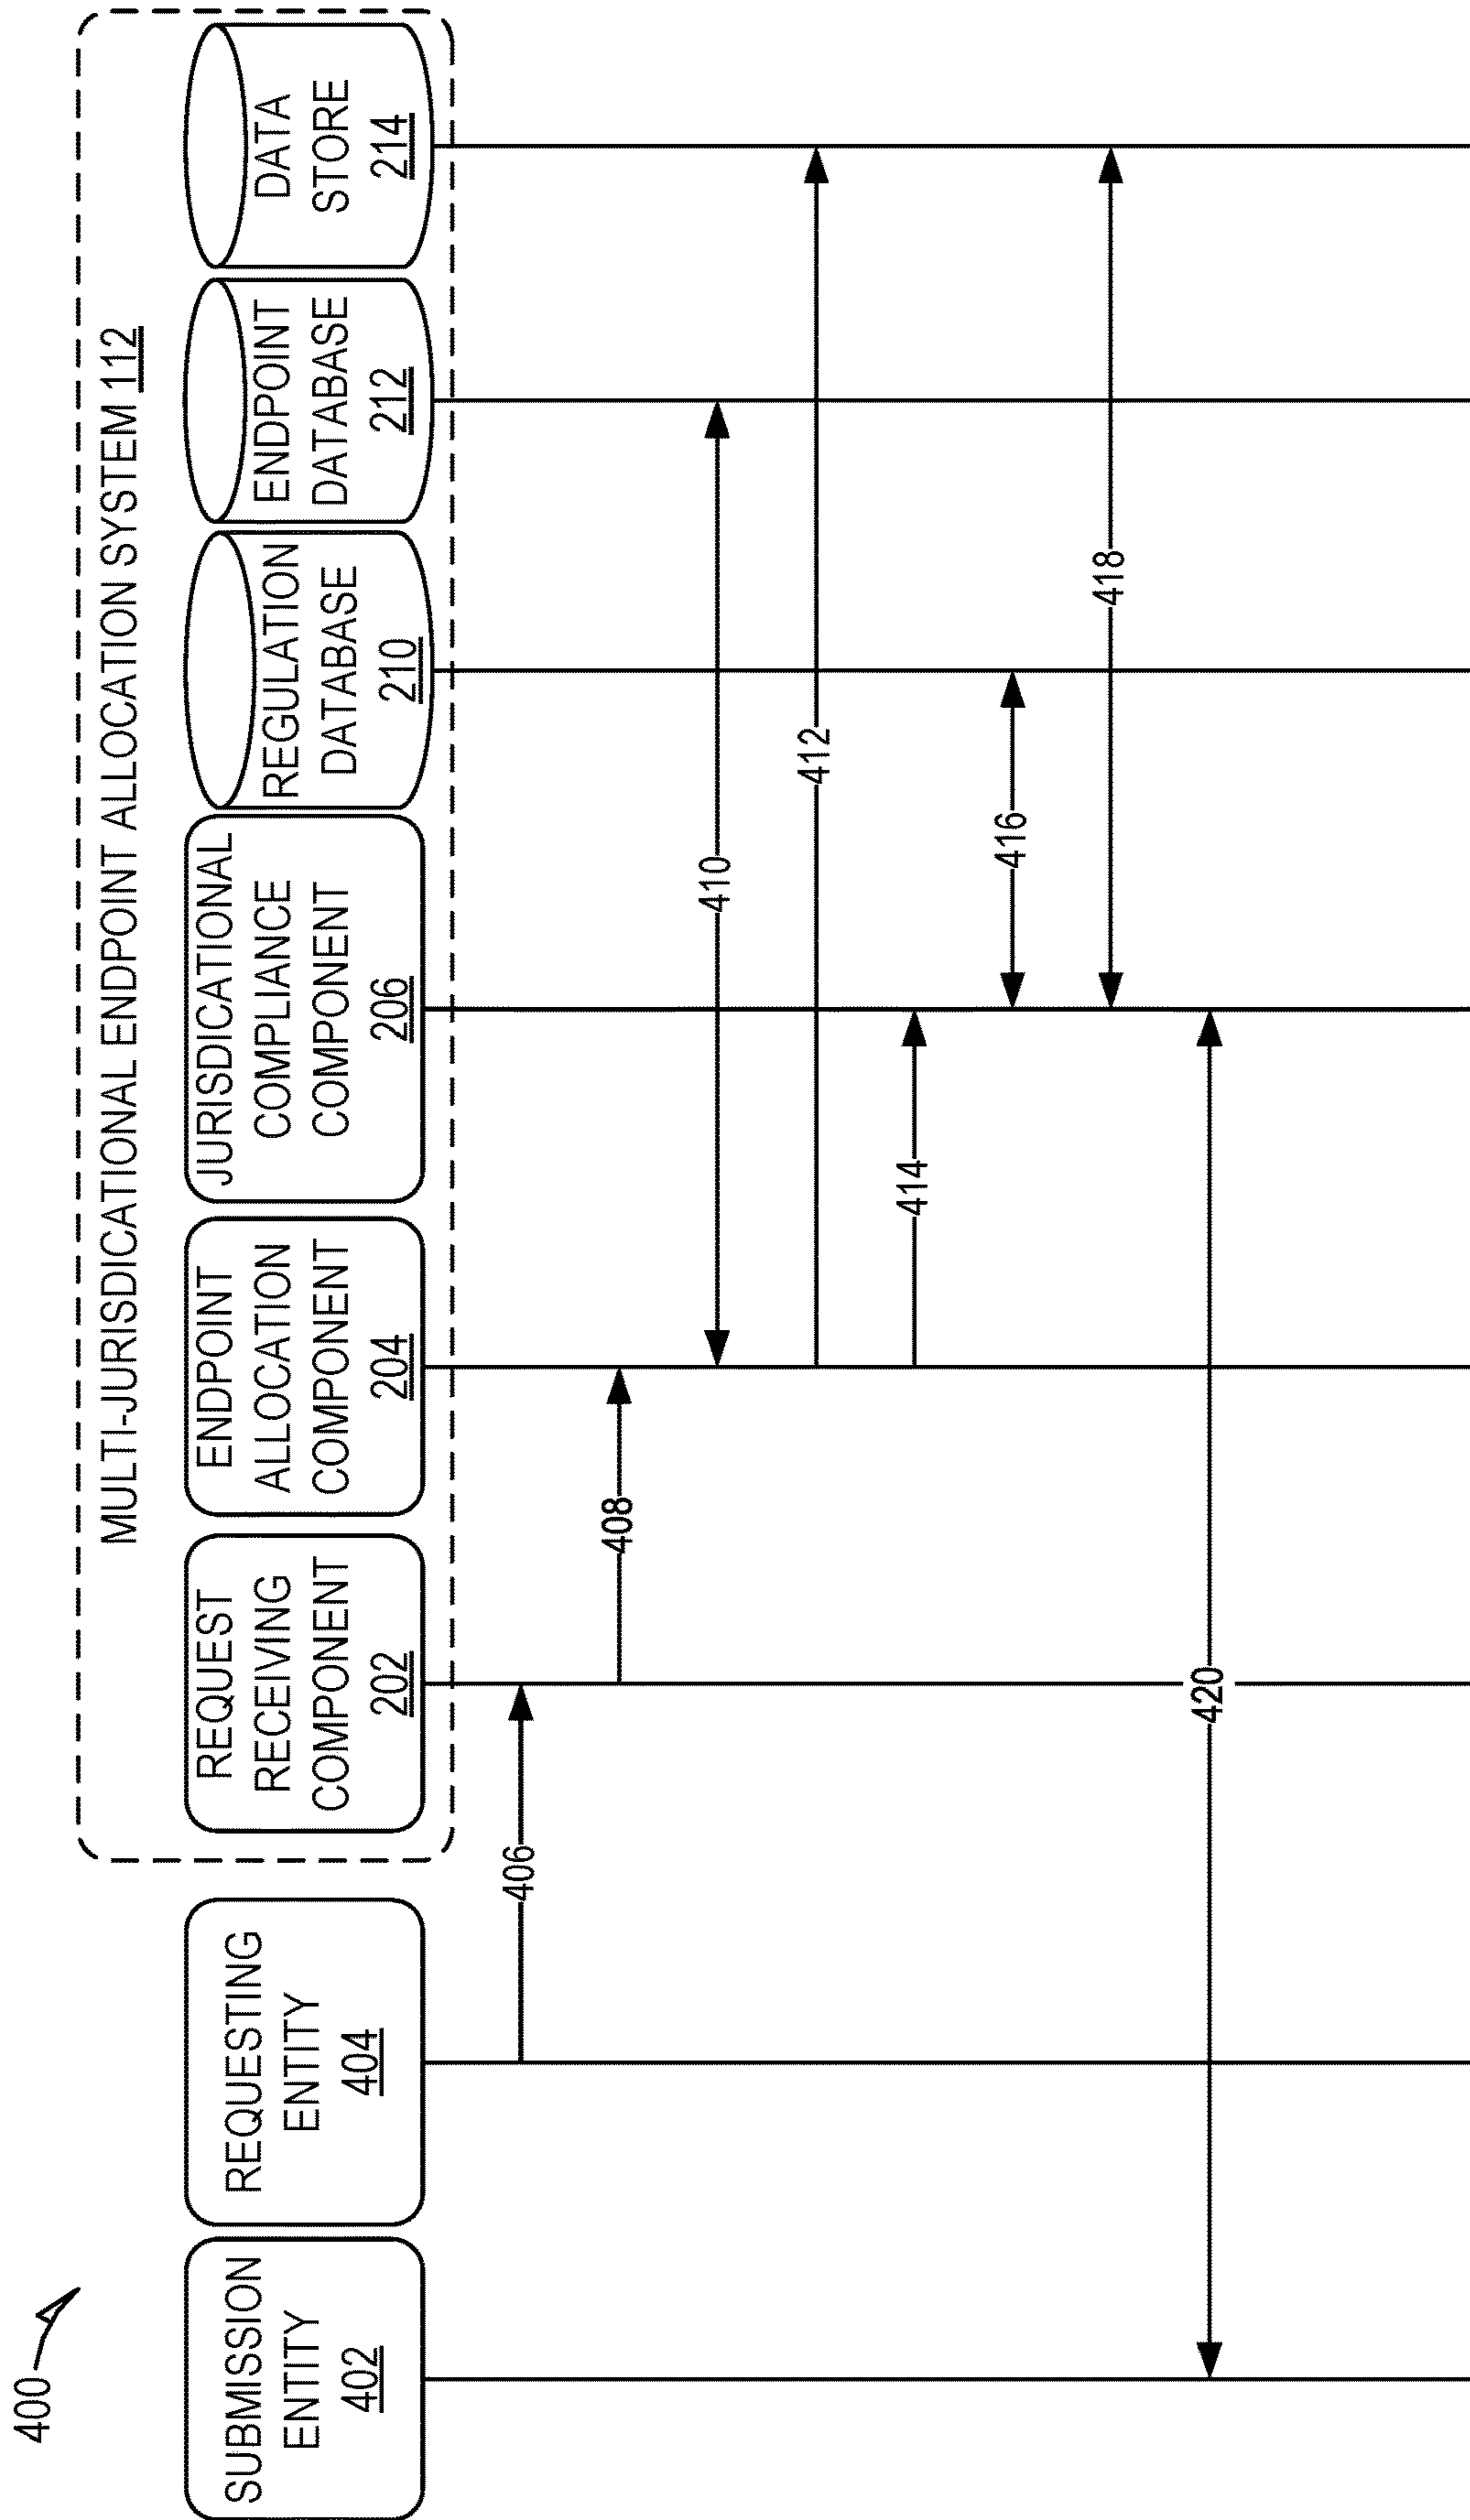 400
MULTI-JURISDICATIONAL ENDPOINT ALLOCATION SYSTEM 112
SUBMISSION
ENTITY
402
REQUESTING
ENTITY
404
REQUEST
RECEIVING
COMPONENT
202
ENDPOINT
ALLOCATION
COMPONENT
204
JURISDICATIONAL
COMPLIANCE
COMPONENT
206
REGULATION
DATABASE
210
ENDPOINT
DATABASE
212
DATA
STORE
214
406
408
410
412
414
416
418
420